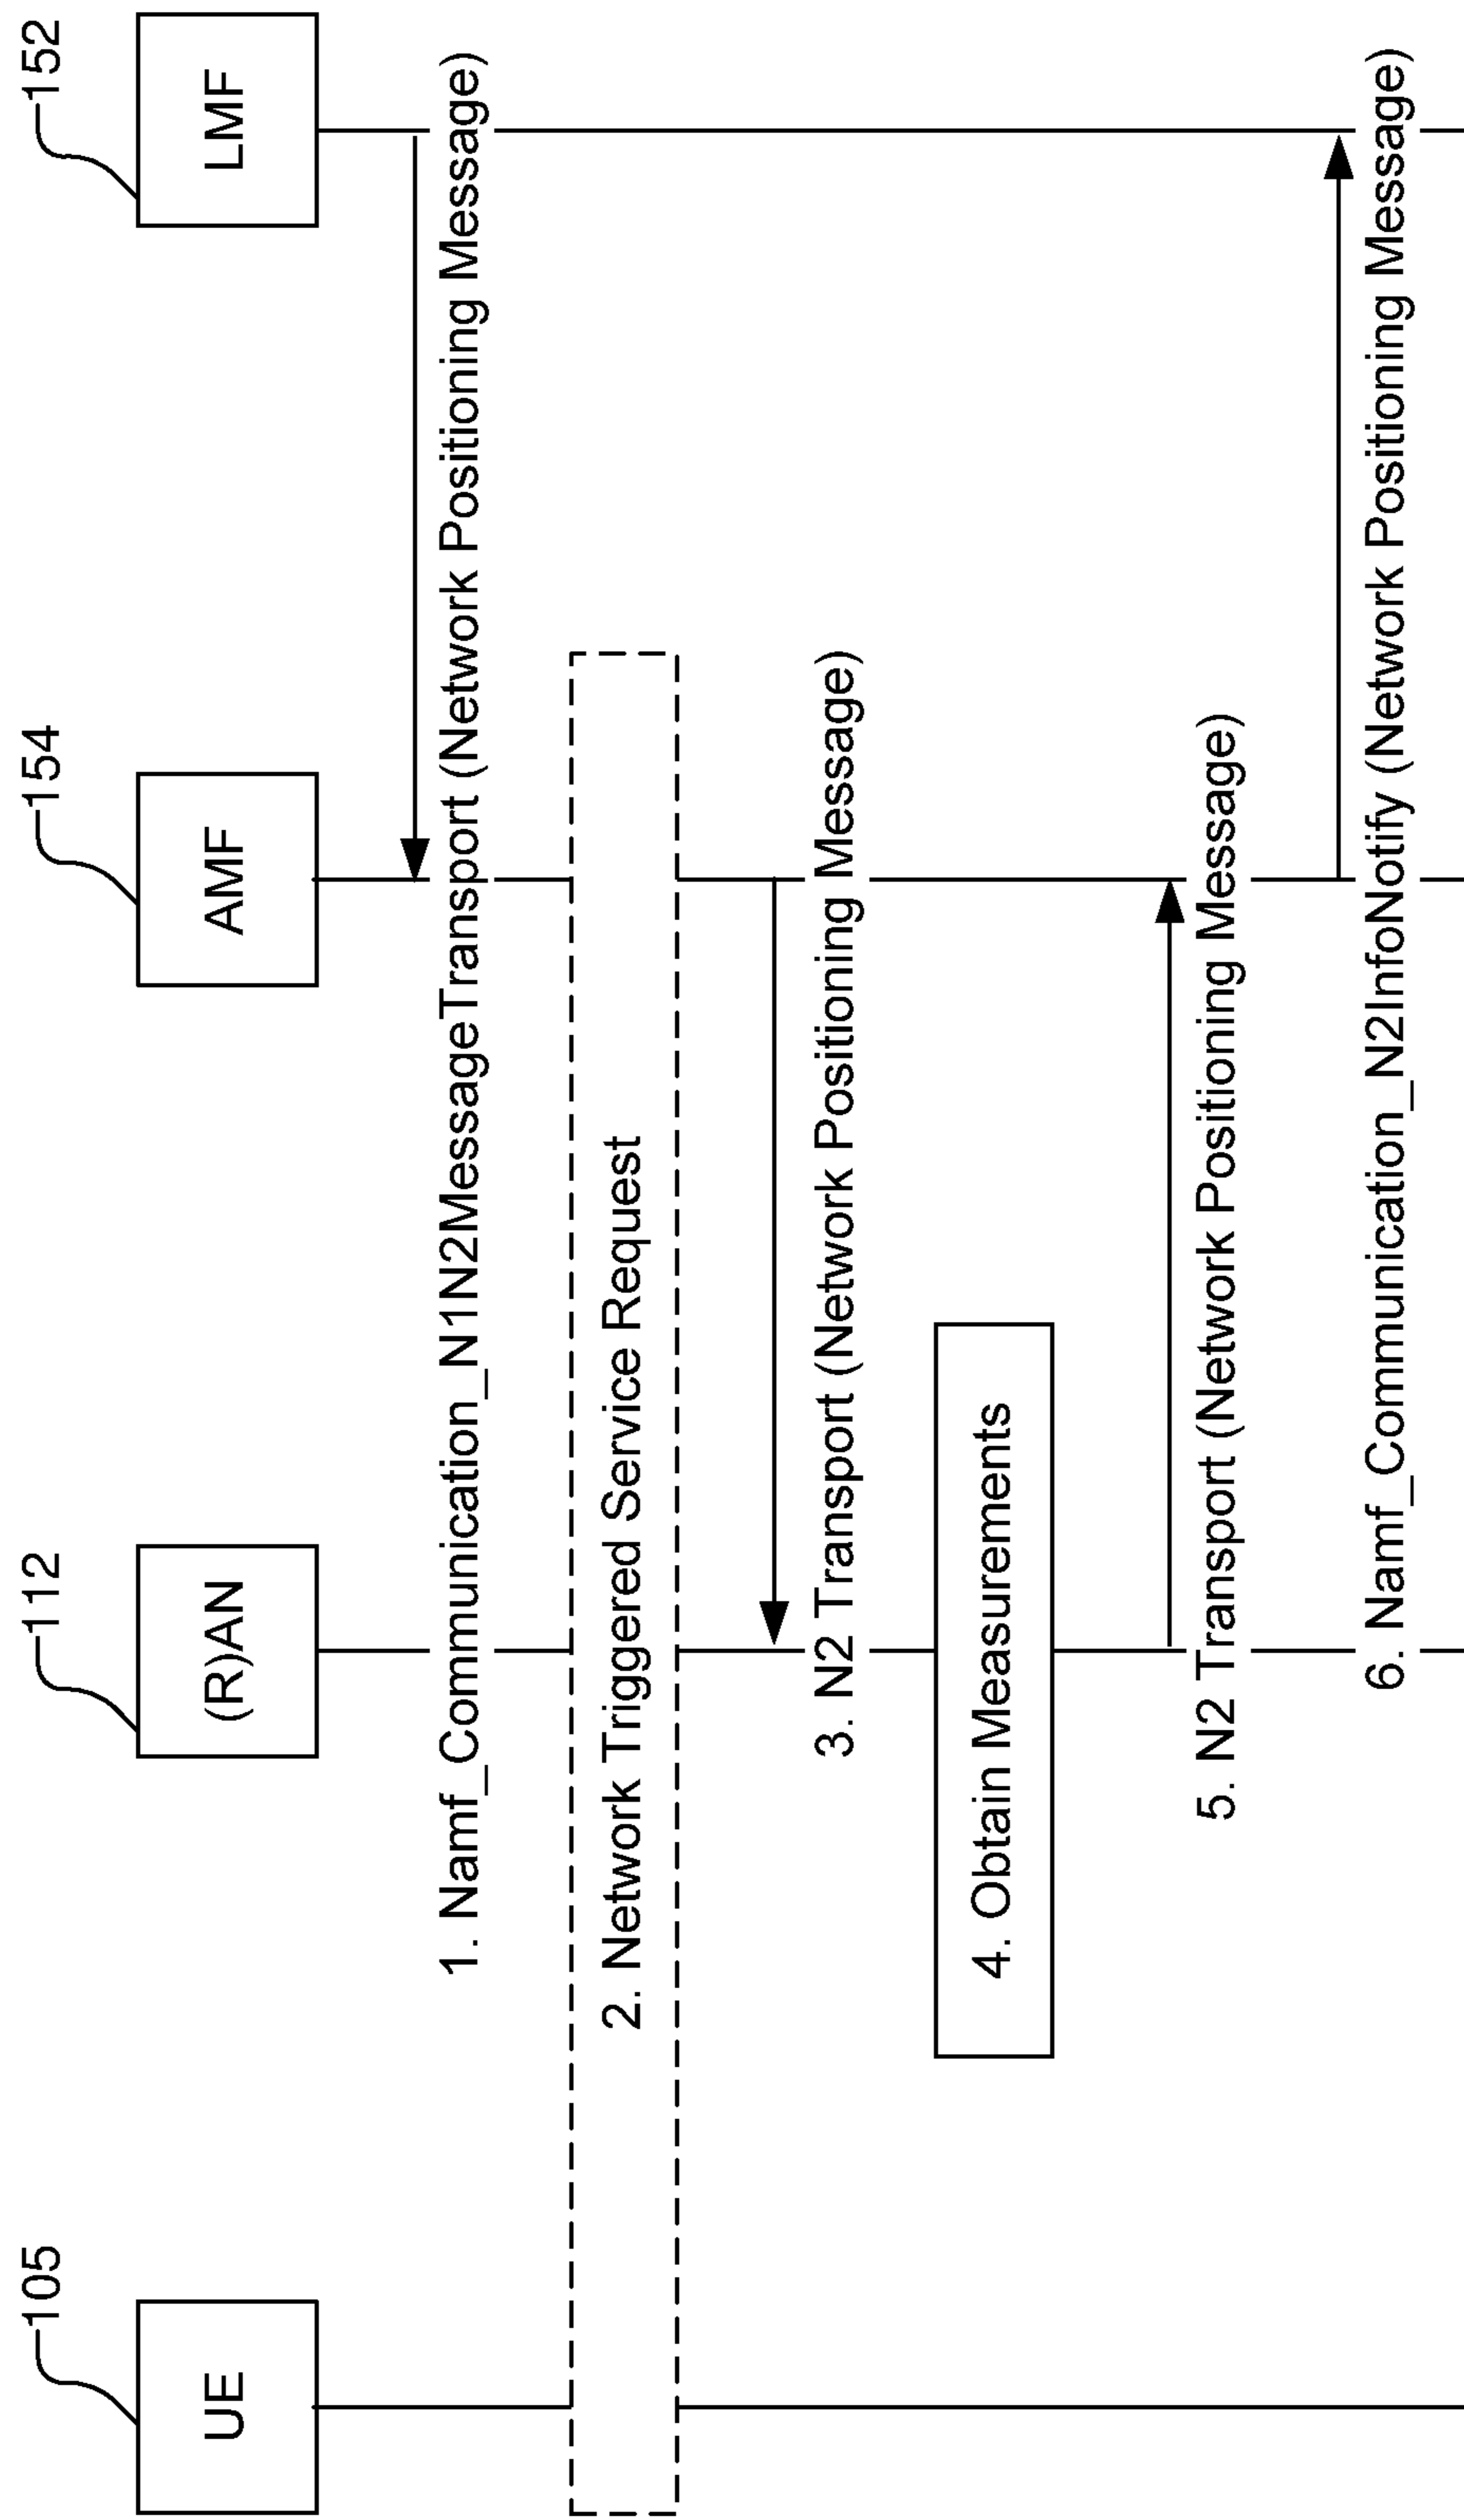 105
112
154
152
UE
(R)AN
AMF
LMF
1. Namf_Communication_N1N2MessageTransport (Network Positioning Message)
2. Network Triggered Service Request
3. N2 Transport (Network Positioning Message)
4. Obtain Measurements
5. N2 Transport (Network Positioning Message)
6. Namf_Communication_N2InfoNotify (Network Positioning Message)